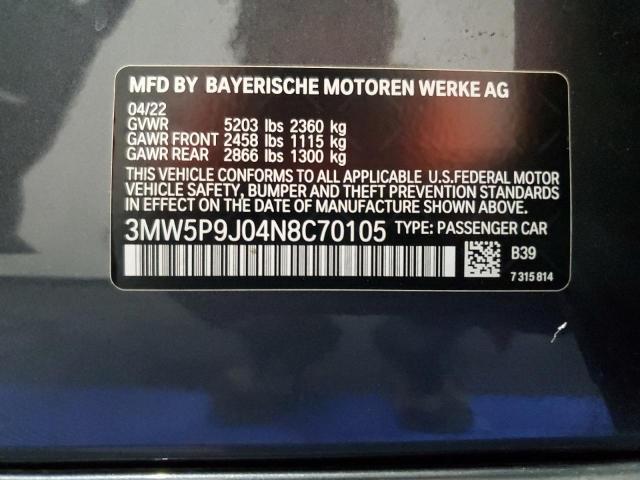 MFD BY BAYERISCHE MOTOREN WERKE AG
04/22
GVWR 5203 lbs 2360 kg
GAWR FRONT 2458 lbs 1115 kg
GAWR REAR 2866 lbs 1300 kg
THIS VEHICLE CONFORMS TO ALL APPLICABLE U.S.FEDERAL MOTOR
VEHICLE SAFETY, BUMPER AND THEFT PREVENTION STANDARDS
IN EFFECT ON THE DATE OF MANUFACTURE SHOWN ABOVE.
3MW5P9J04N8C70105 TYPE: PASSENGER CAR
B39
7 315 814